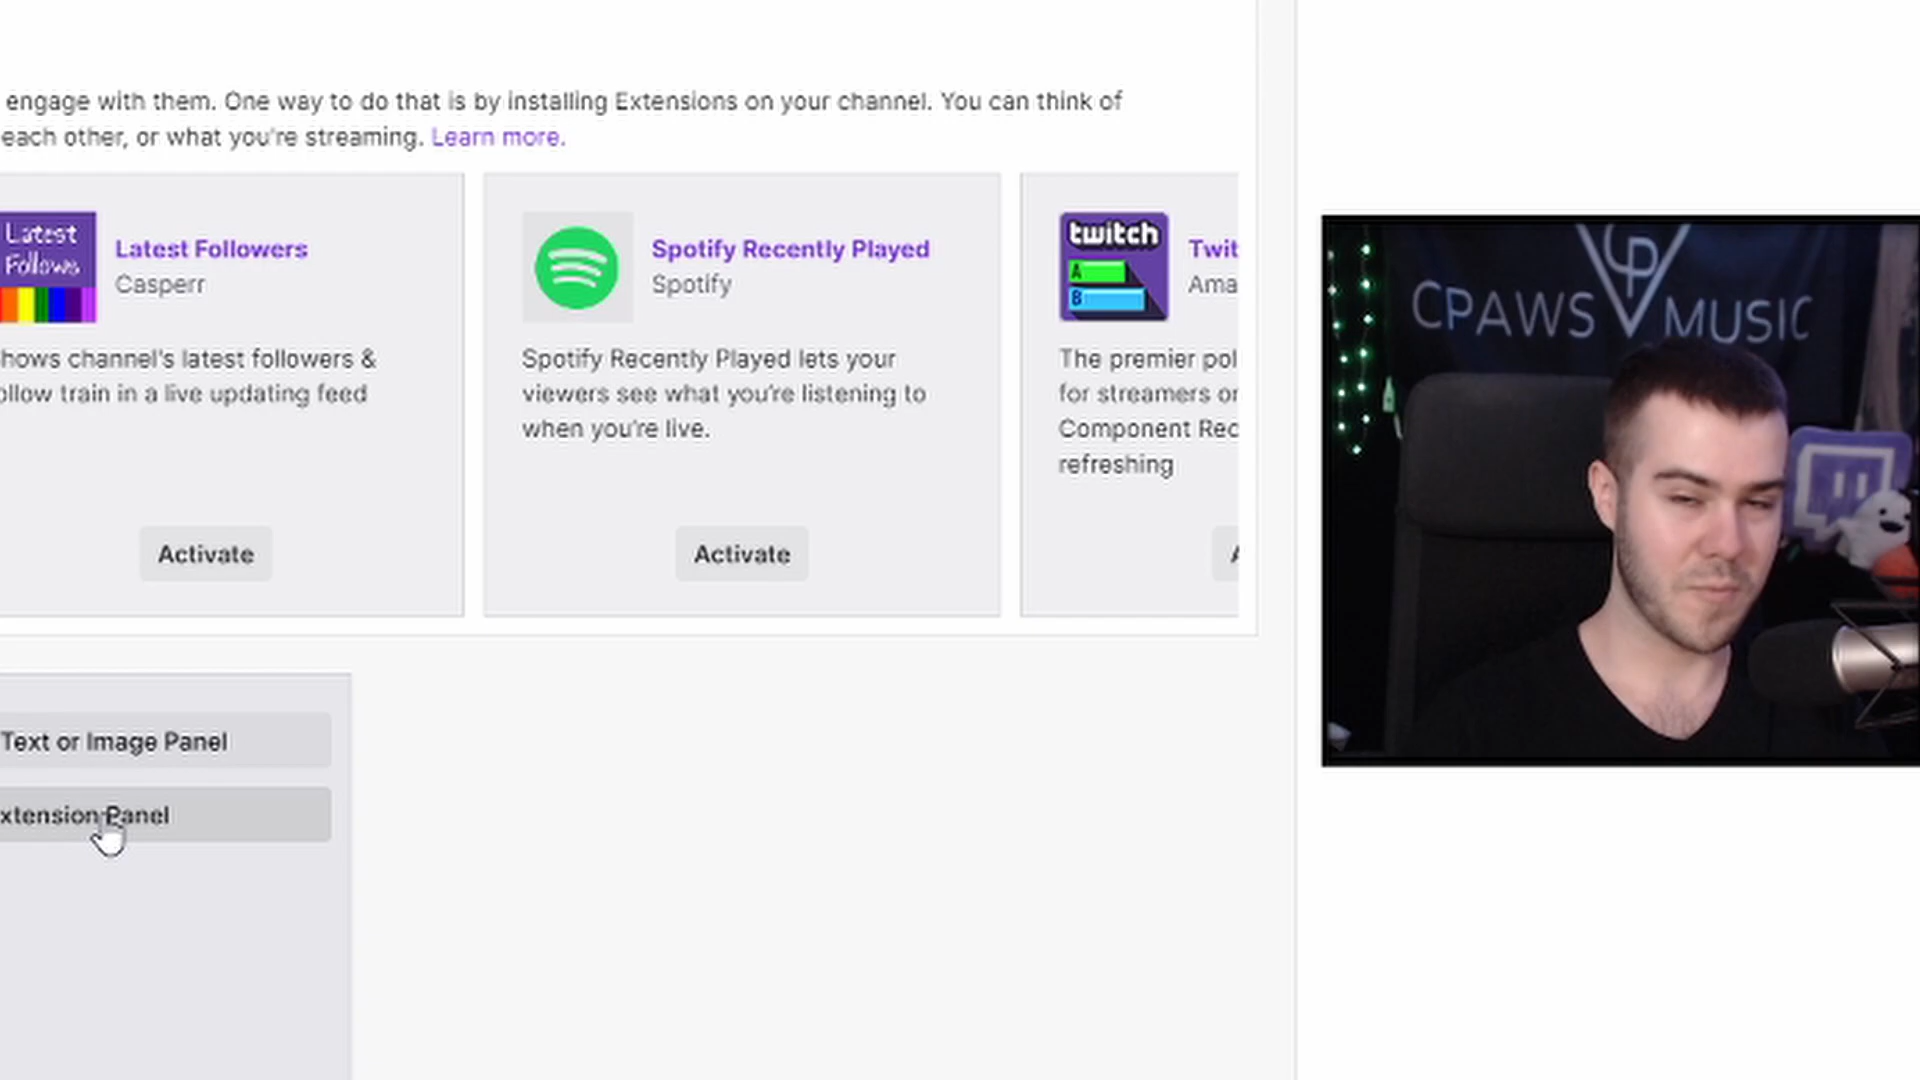 engage with them. One way to do that is by installing Extensions on your channel. You can think of
each other, or what you're streaming. Learn more.
Latest
Follows
Latest Followers
Casperr
hows channel's latest followers &
ollow train in a live updating feed
Activate
Spotify Recently Played
Spotify
Spotify Recently Played lets your
viewers see what you're listening to
when you're live.
Activate
twitch
A
B
Twit
Ama
The premier pol
for streamers or
Component Rec
refreshing
A
Text or Image Panel
xtension Panel
CP
CPAWS MUSIC